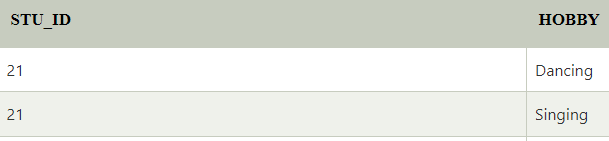 STU_ID HOBBY
21 Dancing
21 Singing